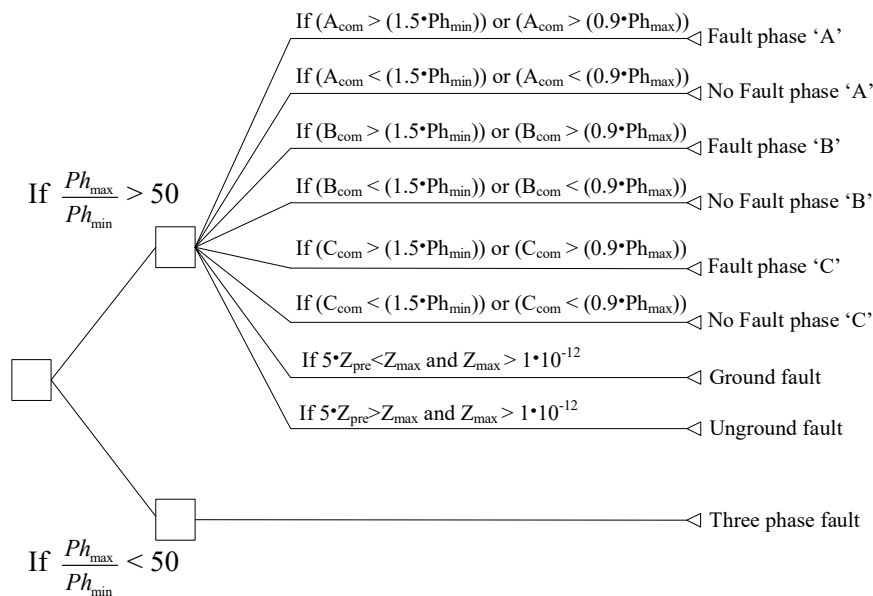 If (A_com > (1.5•Ph_min)) or (A_com > (0.9•Ph_max))
Fault phase ‘A’
If (A_com < (1.5•Ph_min)) or (A_com < (0.9•Ph_max))
No Fault phase ‘A’
If (B_com > (1.5•Ph_min)) or (B_com > (0.9•Ph_max))
Fault phase ‘B’
If Ph_max / Ph_min > 50
If (B_com < (1.5•Ph_min)) or (B_com < (0.9•Ph_max))
No Fault phase ‘B’
If (C_com > (1.5•Ph_min)) or (C_com > (0.9•Ph_max))
Fault phase ‘C’
If (C_com < (1.5•Ph_min)) or (C_com < (0.9•Ph_max))
No Fault phase ‘C’
If 5•Z_pre<Z_max and Z_max > 1•10^-12
Ground fault
If 5•Z_pre>Z_max and Z_max > 1•10^-12
Unground fault
Three phase fault
If Ph_max / Ph_min < 50